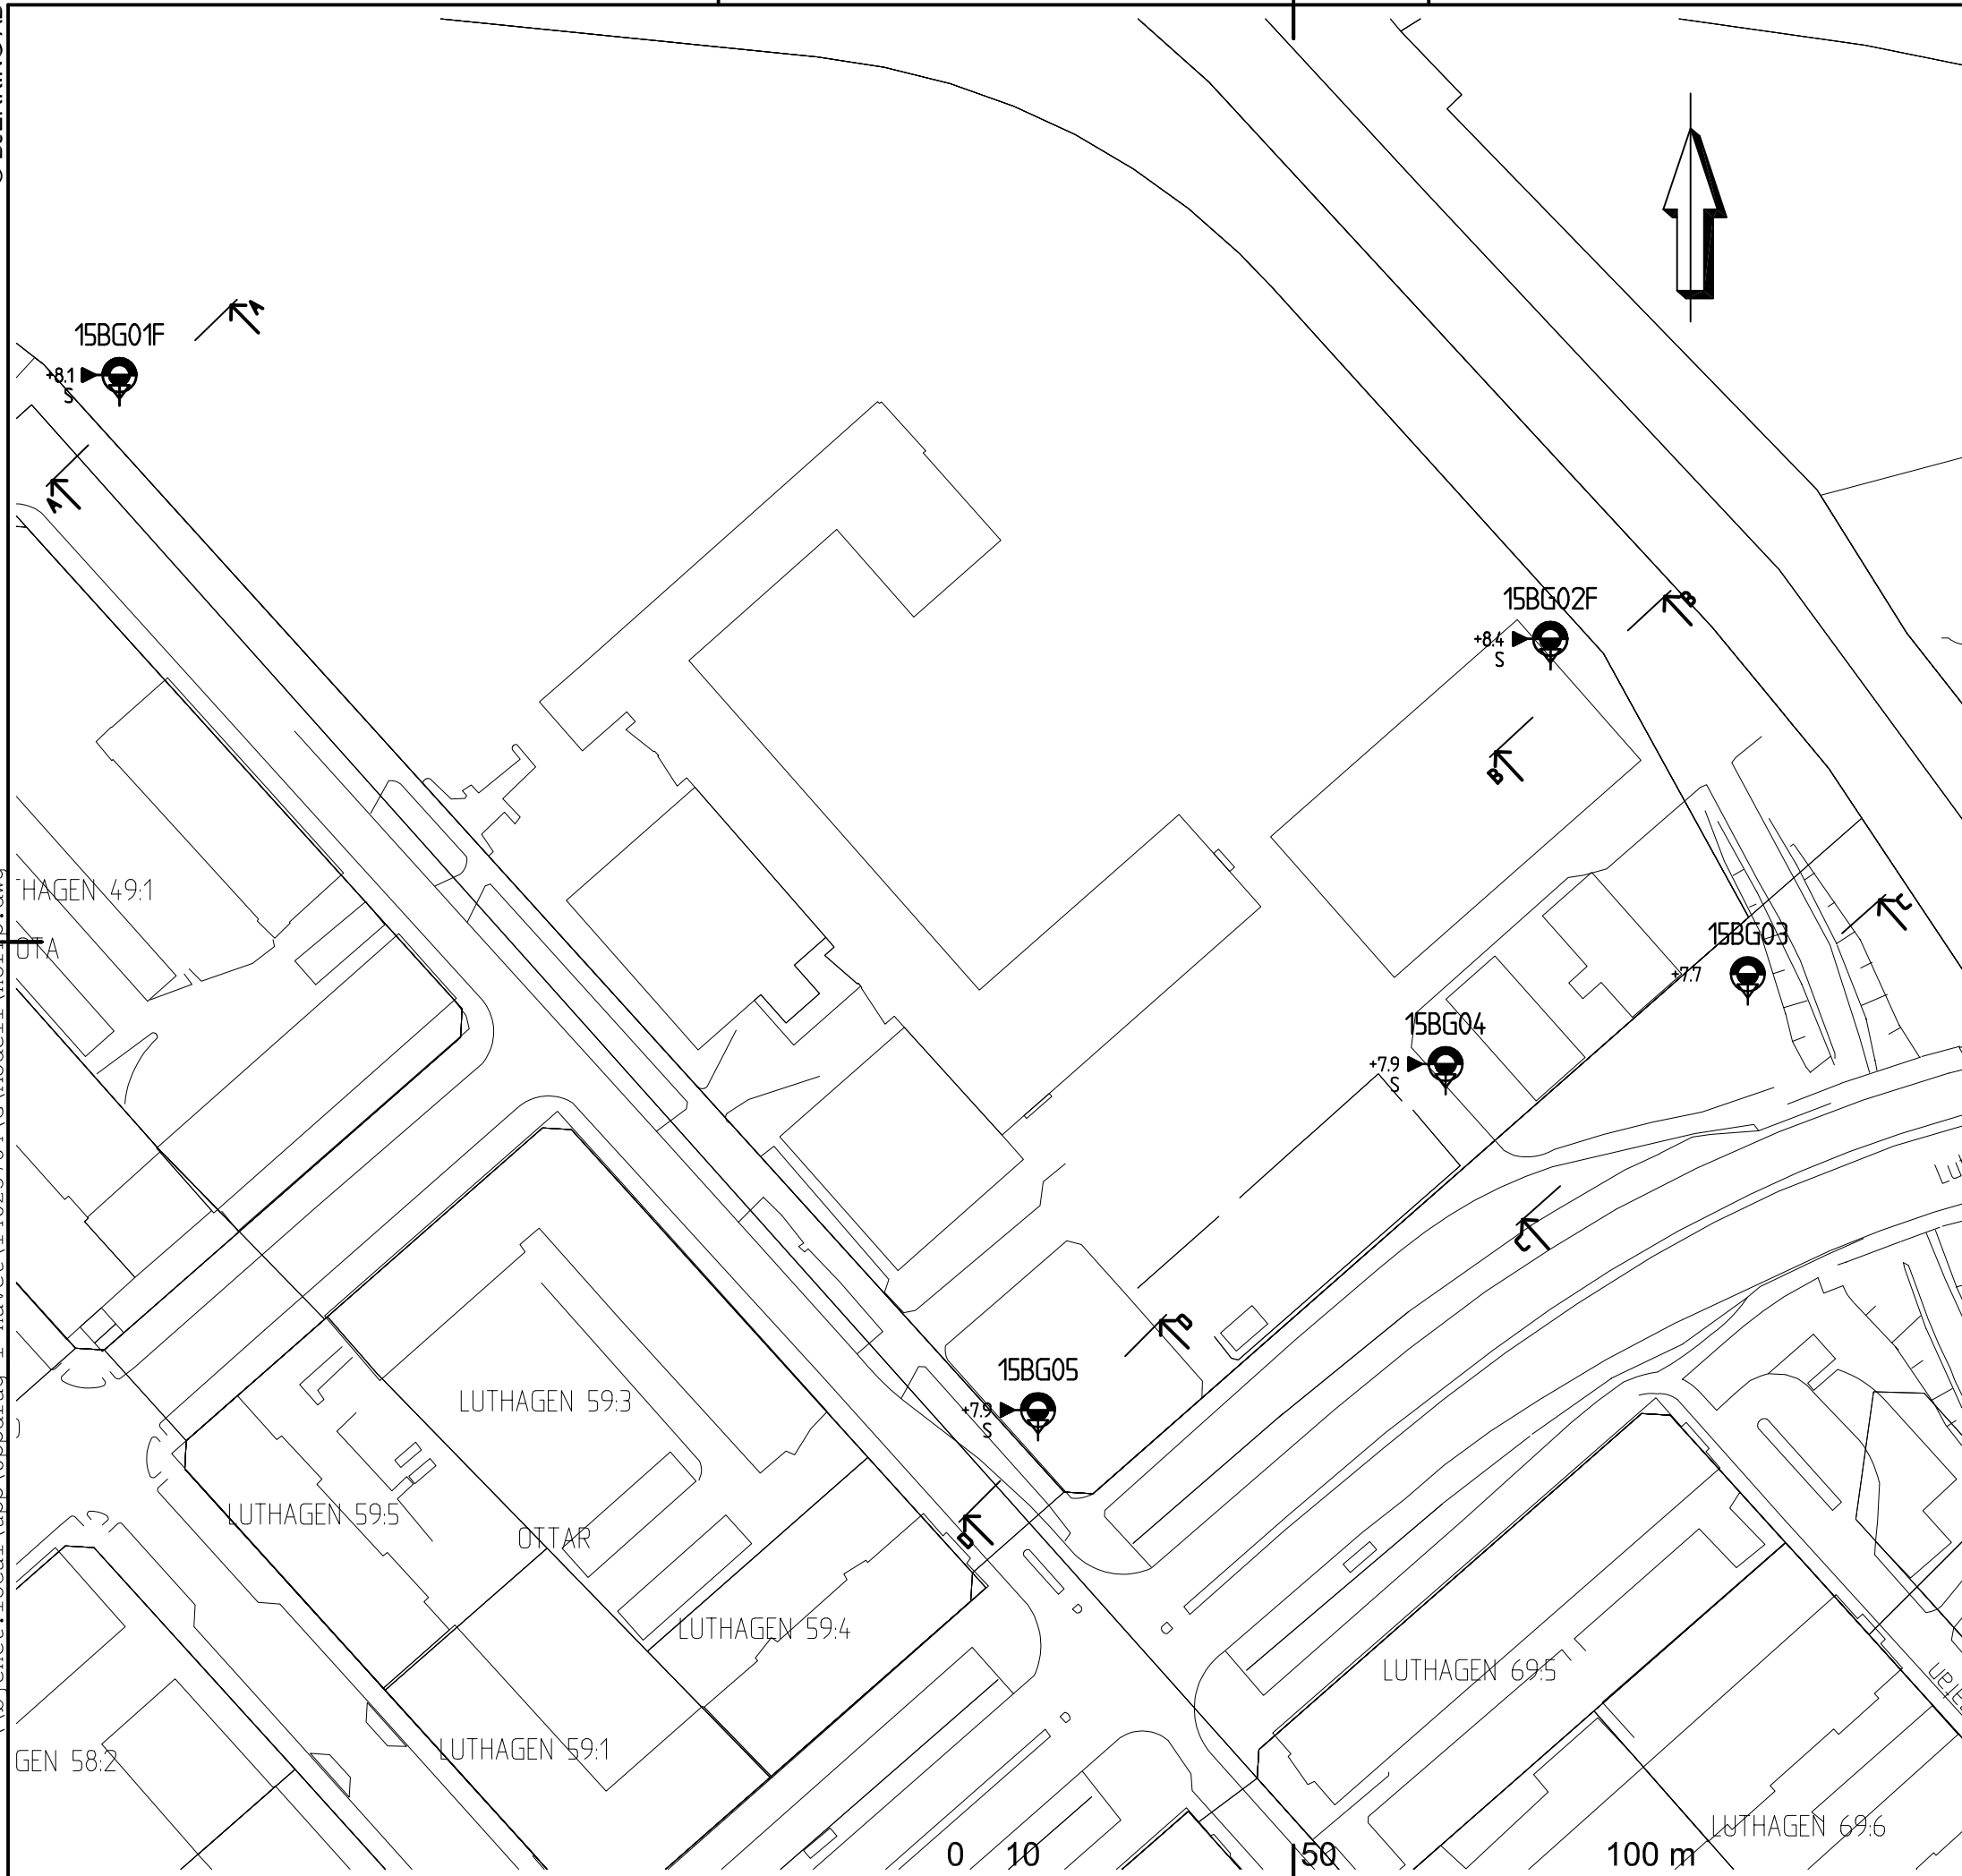 A
15BG01F
+8.1
S
A
15BG02F
B
+8.4
S
B
HAGEN 49:1
OTA
C
15BG03
+7.7
15BG04
+7.9
S
C
D
15BG05
+7.9
S
LUTHAGEN 59:3
LUTHAGEN 59:5
OTTAR
D
LUTHAGEN 59:4
LUTHAGEN 69:5
LUTHAGEN 59:1
GEN 58:2
LUTHAGEN 69:6
0 10 50 100 m